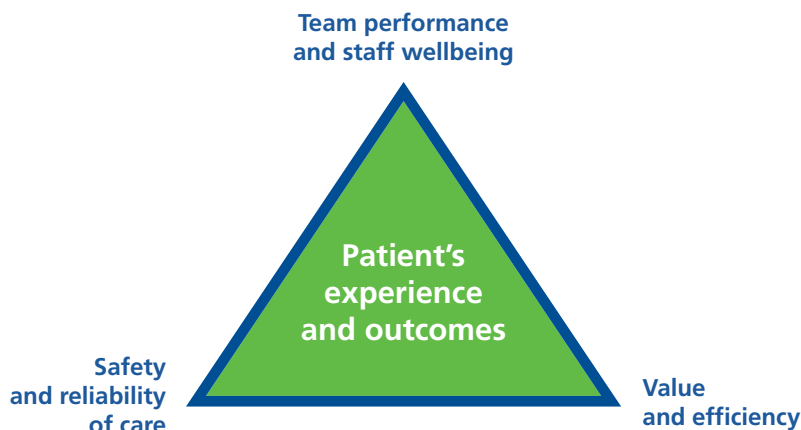 Team performance
and staff wellbeing
Patient’s
experience
and outcomes
Safety
and reliability
of care
Value
and efficiency